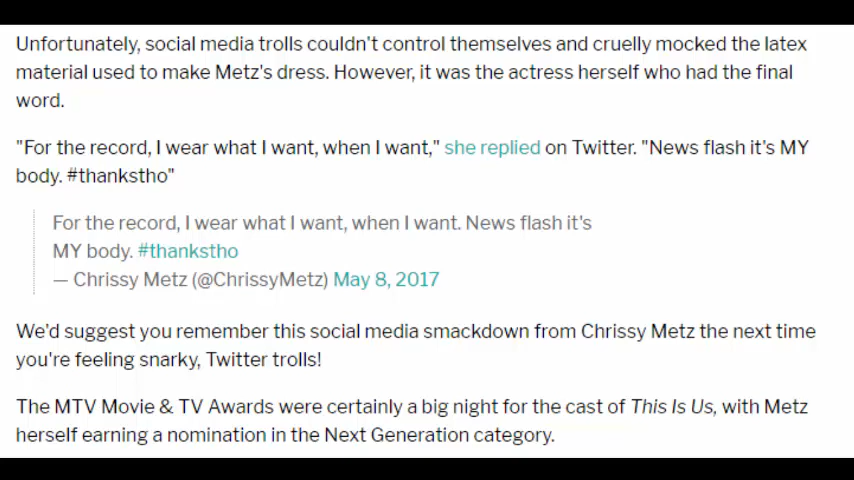 Unfortunately, social media trolls couldn't control themselves and cruelly mocked the latex
material used to make Metz's dress. However, it was the actress herself who had the final
word.
"For the record, I wear what I want, when I want," she replied on Twitter. "News flash it's MY
body. #thankstho"
For the record, I wear what I want, when I want. News flash it's
MY body. #thankstho
— Chrissy Metz (@ChrissyMetz) May 8, 2017
We'd suggest you remember this social media smackdown from Chrissy Metz the next time
you're feeling snarky, Twitter trolls!
The MTV Movie & TV Awards were certainly a big night for the cast of This Is Us, with Metz
herself earning a nomination in the Next Generation category.